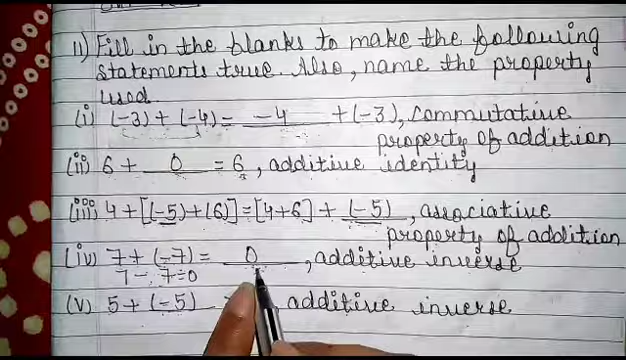 11) Fill in the blanks to make the following
statements true. Also, name the property
used.
(i) (-3) + (-4) = -4 + (-3), commutative
property of addition
(ii) 6 + 0 = 6, additive identity
(iii) 4 + [(-5) + (6)] = [4+6] + (-5), associative
property of addition
(iv) 7 + (-7) = 0, additive inverse
7 - 7 = 0
(v) 5 + (-5) additive inverse